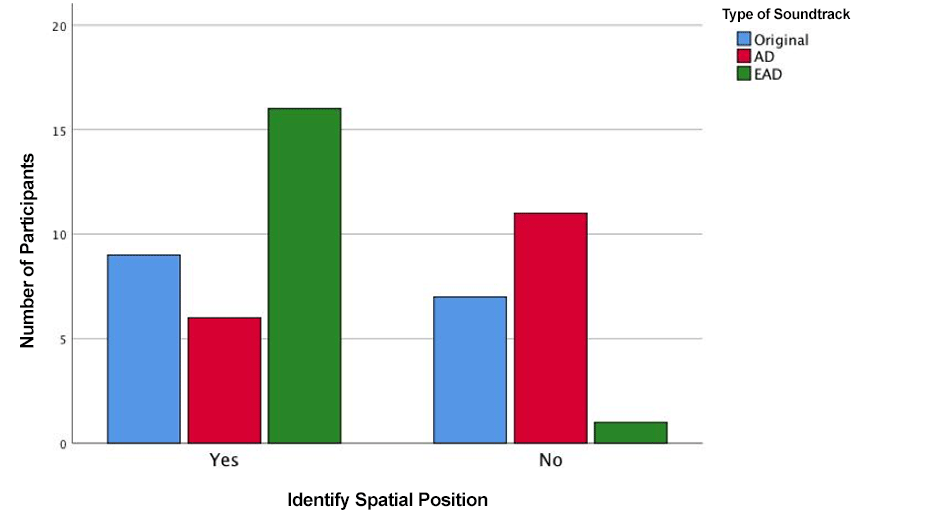 Type of Soundtrack
Original
AD
EAD
Number of Participants
20
15
10
5
0
Yes No
Identify Spatial Position